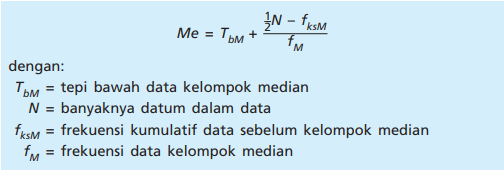 Me = T_bM + (½N − f_ksM) / f_M
dengan:
T_bM = tepi bawah data kelompok median
N = banyaknya datum dalam data
f_ksM = frekuensi kumulatif data sebelum kelompok median
f_M = frekuensi data kelompok median